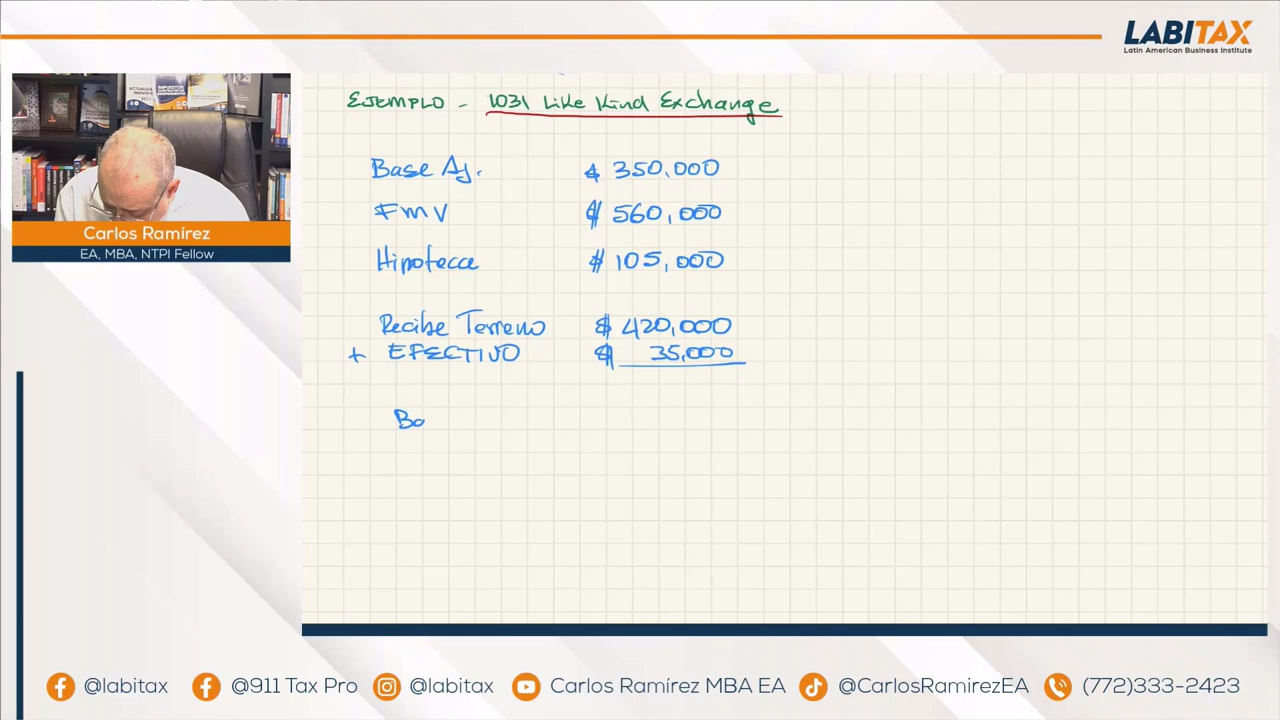 LABITAX
Latin American Business Institute
EJEMPLO - 1031 Like Kind Exchange
Base Aj. $ 350,000
FMV $ 560,000
Hipoteca $ 105,000
Recibe Terreno $ 420,000
+ EFECTIVO $ 35,000
Bo
Carlos Ramírez
EA, MBA, NTPI Fellow
@labitax @911 Tax Pro @labitax Carlos Ramírez MBA EA @CarlosRamirezEA (772)333-2423